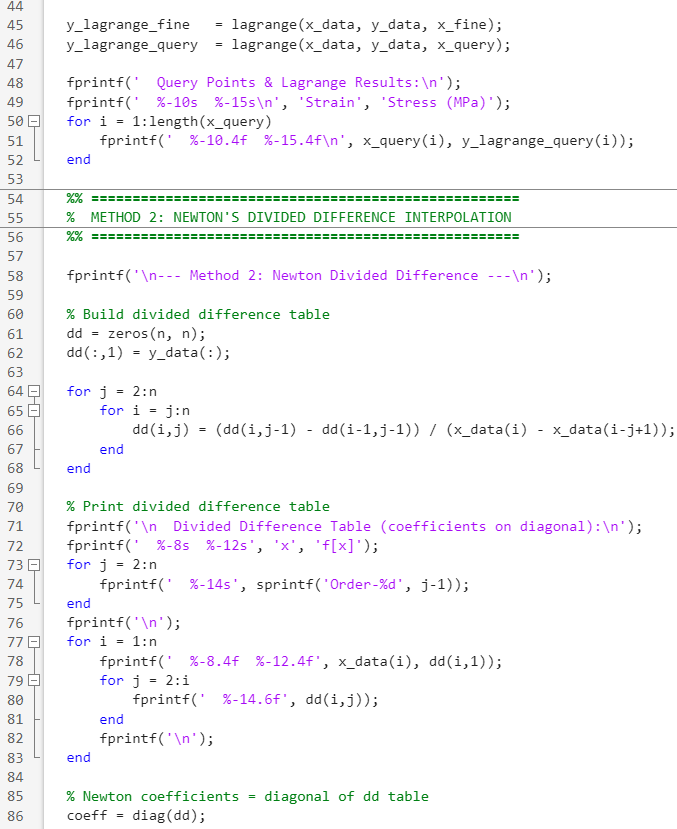 44
45 y_lagrange_fine   = lagrange(x_data, y_data, x_fine);
46 y_lagrange_query  = lagrange(x_data, y_data, x_query);
47
48 fprintf('  Query Points & Lagrange Results:\n');
49 fprintf('  %-10s  %-15s\n', 'Strain', 'Stress (MPa)');
50 for i = 1:length(x_query)
51     fprintf('  %-10.4f  %-15.4f\n', x_query(i), y_lagrange_query(i));
52 end
53
54 %% ====================================================
55 %  METHOD 2: NEWTON'S DIVIDED DIFFERENCE INTERPOLATION
56 %% ====================================================
57
58 fprintf('\n--- Method 2: Newton Divided Difference ---\n');
59
60 % Build divided difference table
61 dd = zeros(n, n);
62 dd(:,1) = y_data(:);
63
64 for j = 2:n
65     for i = j:n
66         dd(i,j) = (dd(i,j-1) - dd(i-1,j-1)) / (x_data(i) - x_data(i-j+1));
67     end
68 end
69
70 % Print divided difference table
71 fprintf('\n  Divided Difference Table (coefficients on diagonal):\n');
72 fprintf('  %-8s  %-12s', 'x', 'f[x]');
73 for j = 2:n
74     fprintf('  %-14s', sprintf('Order-%d', j-1));
75 end
76 fprintf('\n');
77 for i = 1:n
78     fprintf('  %-8.4f  %-12.4f', x_data(i), dd(i,1));
79     for j = 2:i
80         fprintf('  %-14.6f', dd(i,j));
81     end
82     fprintf('\n');
83 end
84
85 % Newton coefficients = diagonal of dd table
86 coeff = diag(dd);